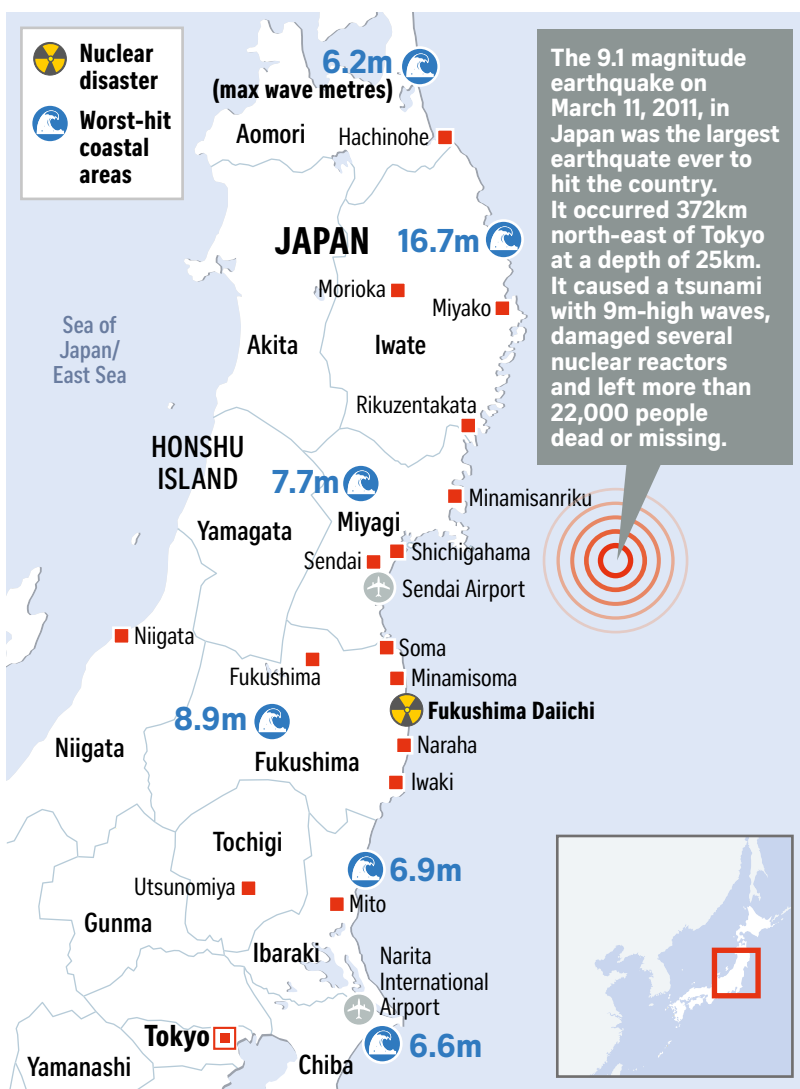 Nuclear
disaster
Worst-hit
coastal
areas
6.2m
(max wave metres)
Aomori
Hachinohe
The 9.1 magnitude
earthquake on
March 11, 2011, in
Japan was the largest
earthquate ever to
hit the country.
It occurred 372km
north-east of Tokyo
at a depth of 25km.
It caused a tsunami
with 9m-high waves,
damaged several
nuclear reactors
and left more than
22,000 people
dead or missing.
JAPAN
16.7m
Morioka
Miyako
Sea of
Japan/
East Sea
Akita
Iwate
Rikuzentakata
HONSHU
ISLAND
7.7m
Minamisanriku
Yamagata
Miyagi
Shichigahama
Sendai
Sendai Airport
Niigata
Soma
Fukushima
Minamisoma
8.9m
Fukushima Daiichi
Niigata
Fukushima
Naraha
Iwaki
Tochigi
6.9m
Utsunomiya
Mito
Gunma
Ibaraki
Narita
International
Airport
Tokyo
6.6m
Yamanashi
Chiba